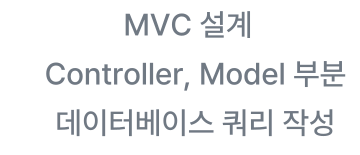 MVC 설계
Controller, Model 부분
데이터베이스 쿼리 작성